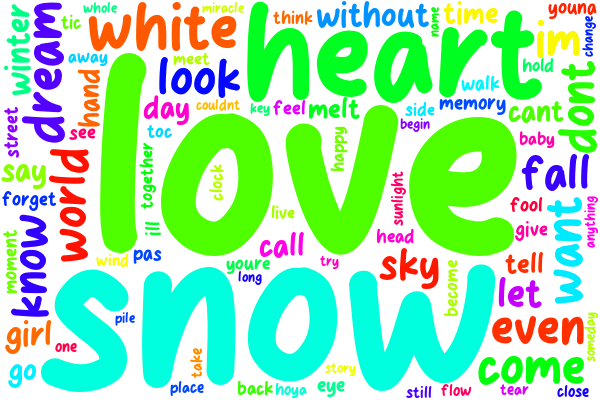 whole
miracle
tic
white
think
without
name
time
youna
change
winter
dream
away
meet
heart
im
hold
look
walk
hand
day
couldnt
key
feel
melt
side
memory
cant
dont
street
see
toc
love
begin
baby
say
world
together
clock
happy
sunlight
fall
forget
fool
know
ill
live
call
head
give
anything
moment
wind
pas
youre
try
sky
tell
want
long
become
let
snow
girl
one
pile
even
someday
take
story
come
go
place
back
hoya
eye
still
flow
tear
close